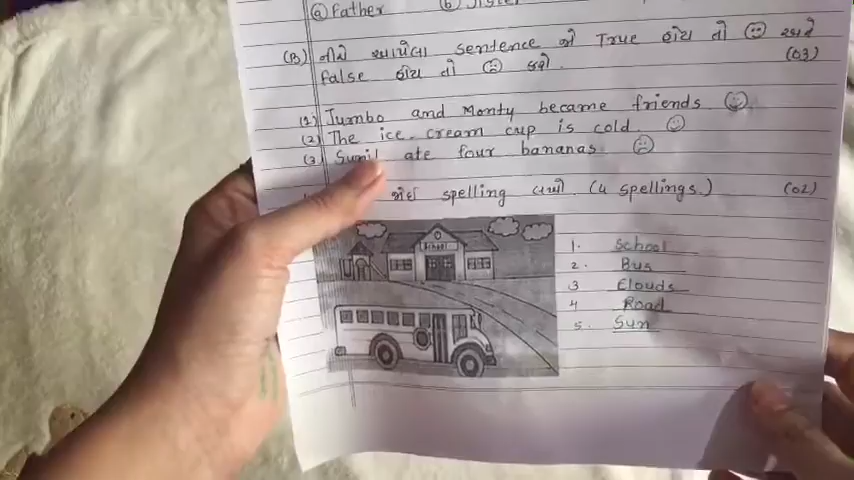 (a) Father (b) Sister
(B) નીચે આપેલા sentence જો True હોય તો ☺ અને (03)
false હોય તો ☹ કરો.
(1) Jumbo and Monty became friends ☺
(2) The ice-cream cup is cold. ☺
(3) Sunil ate four bananas ☹
જોઈ spelling લખો. (4 spellings.) (02)
School
1. School
2. Bus
3 Clouds
4 Road
5. Sun